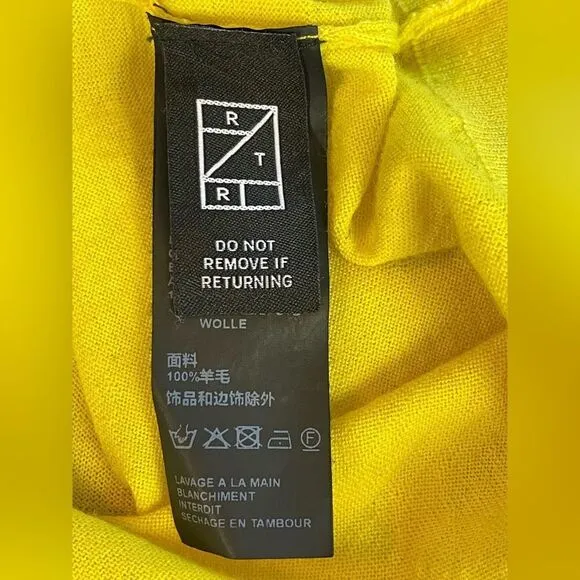 R
T
R
DO NOT
REMOVE IF
RETURNING
WOLLE
面料
100%羊毛
饰品和边饰除外
F
LAVAGE A LA MAIN
BLANCHIMENT
INTERDIT
SECHAGE EN TAMBOUR